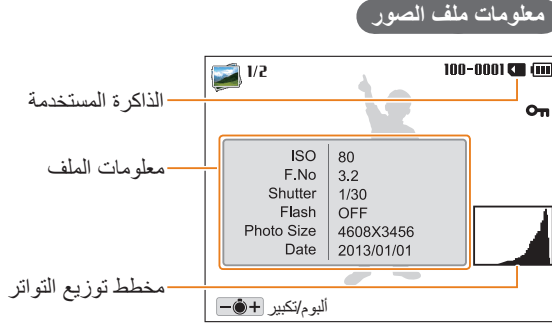 معلومات ملف الصور
1/2
100-0001
الذاكرة المستخدمة
معلومات الملف
ISO 80
F.No 3.2
Shutter 1/30
Flash OFF
Photo Size 4608X3456
Date 2013/01/01
مخطط توزيع التواتر
ألبوم/تكبير